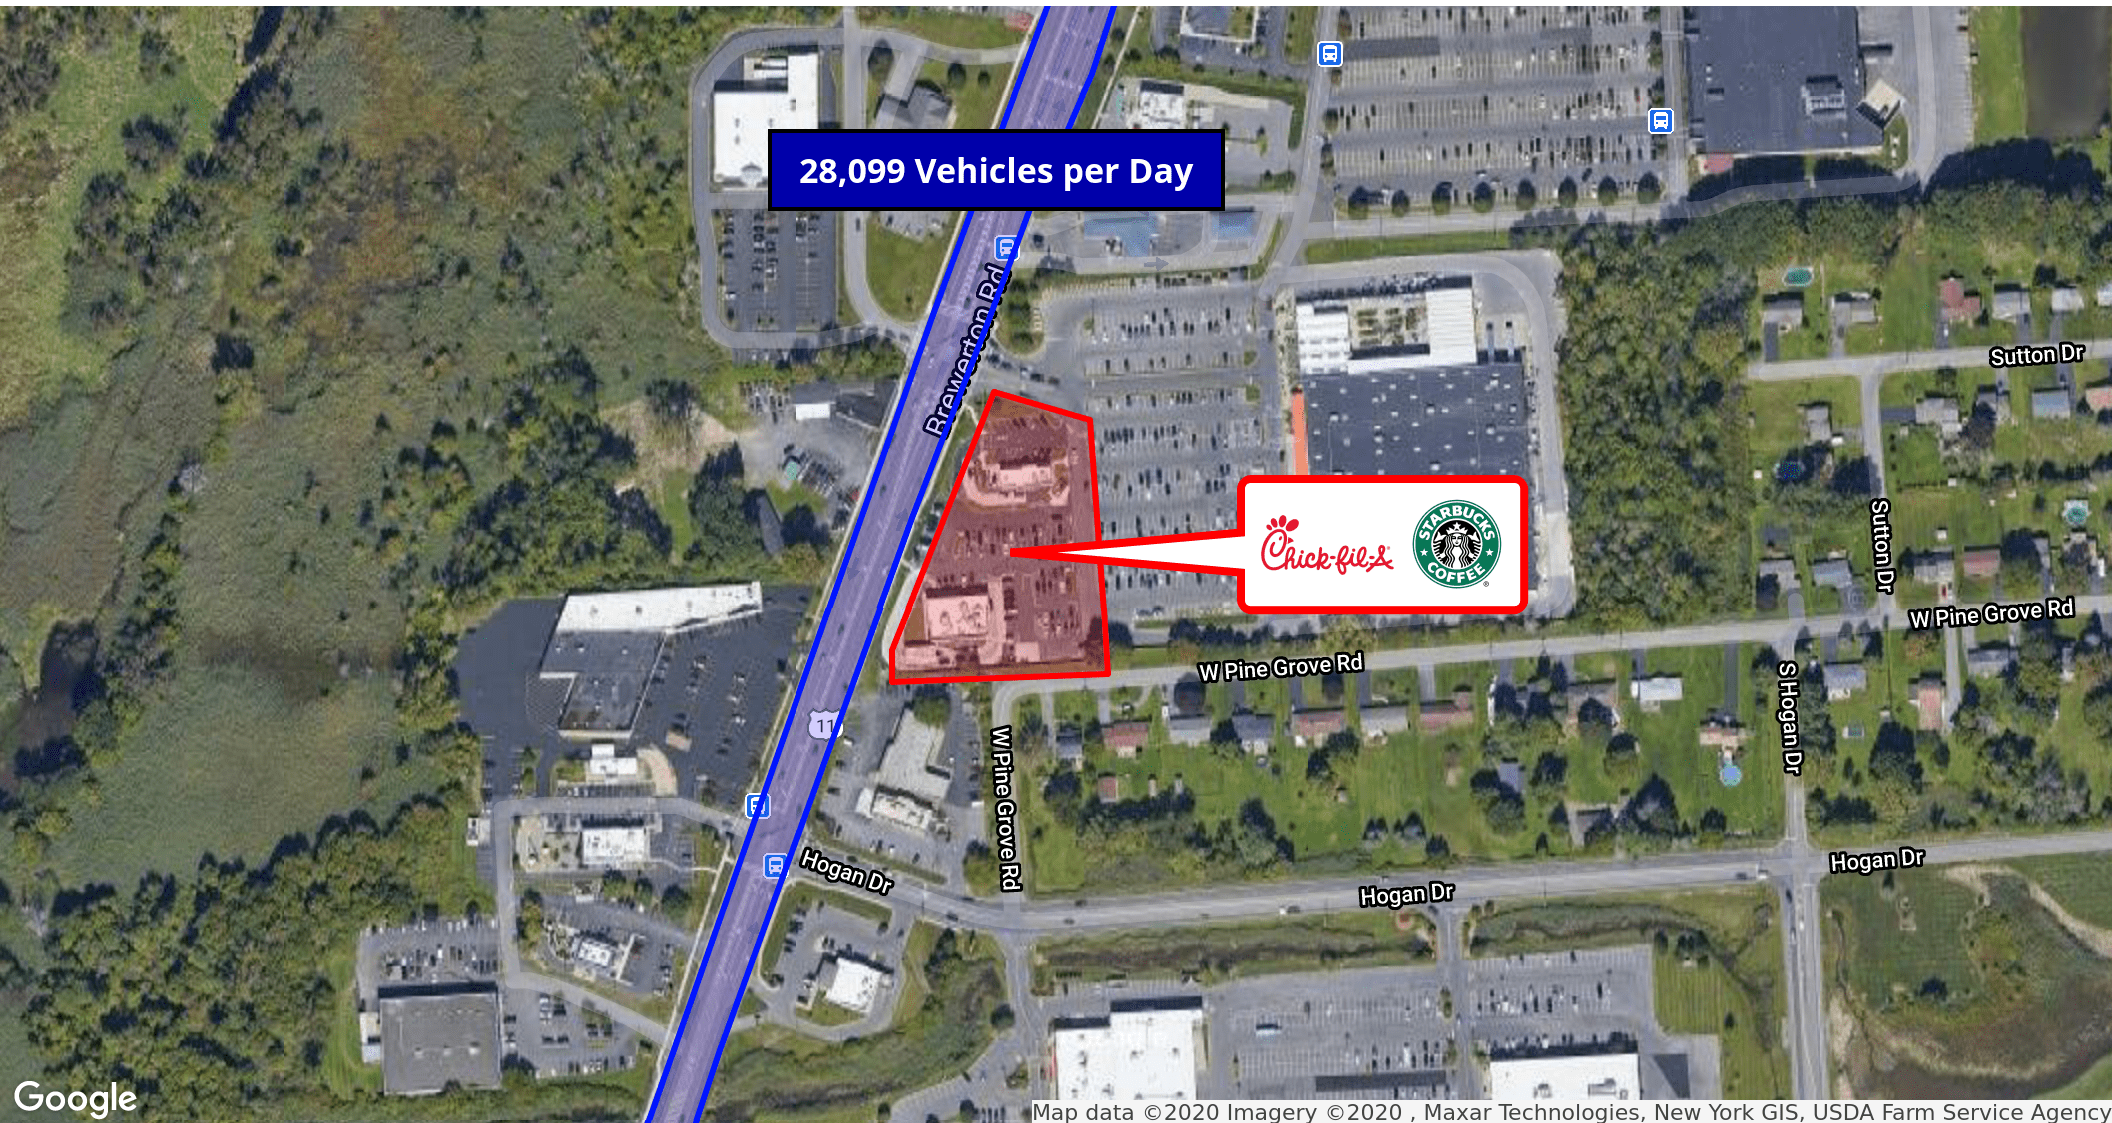 28,099 Vehicles per Day
Brewerton Rd
Sutton Dr
Chick-fil-A
STARBUCKS
COFFEE
®
Sutton Dr
W Pine Grove Rd
W Pine Grove Rd
S Hogan Dr
11
W Pine Grove Rd
Hogan Dr
Hogan Dr
Hogan Dr
Google
Map data ©2020 Imagery ©2020 , Maxar Technologies, New York GIS, USDA Farm Service Agency